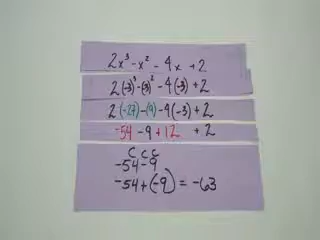 2x³ - x² - 4x + 2
2(-3)³ - (-3)² - 4(-3) + 2
2(-27) - (9) - 4(-3) + 2
-54 - 9 + 12 + 2
C C C
-54 - 9
-54 + (-9) = -63